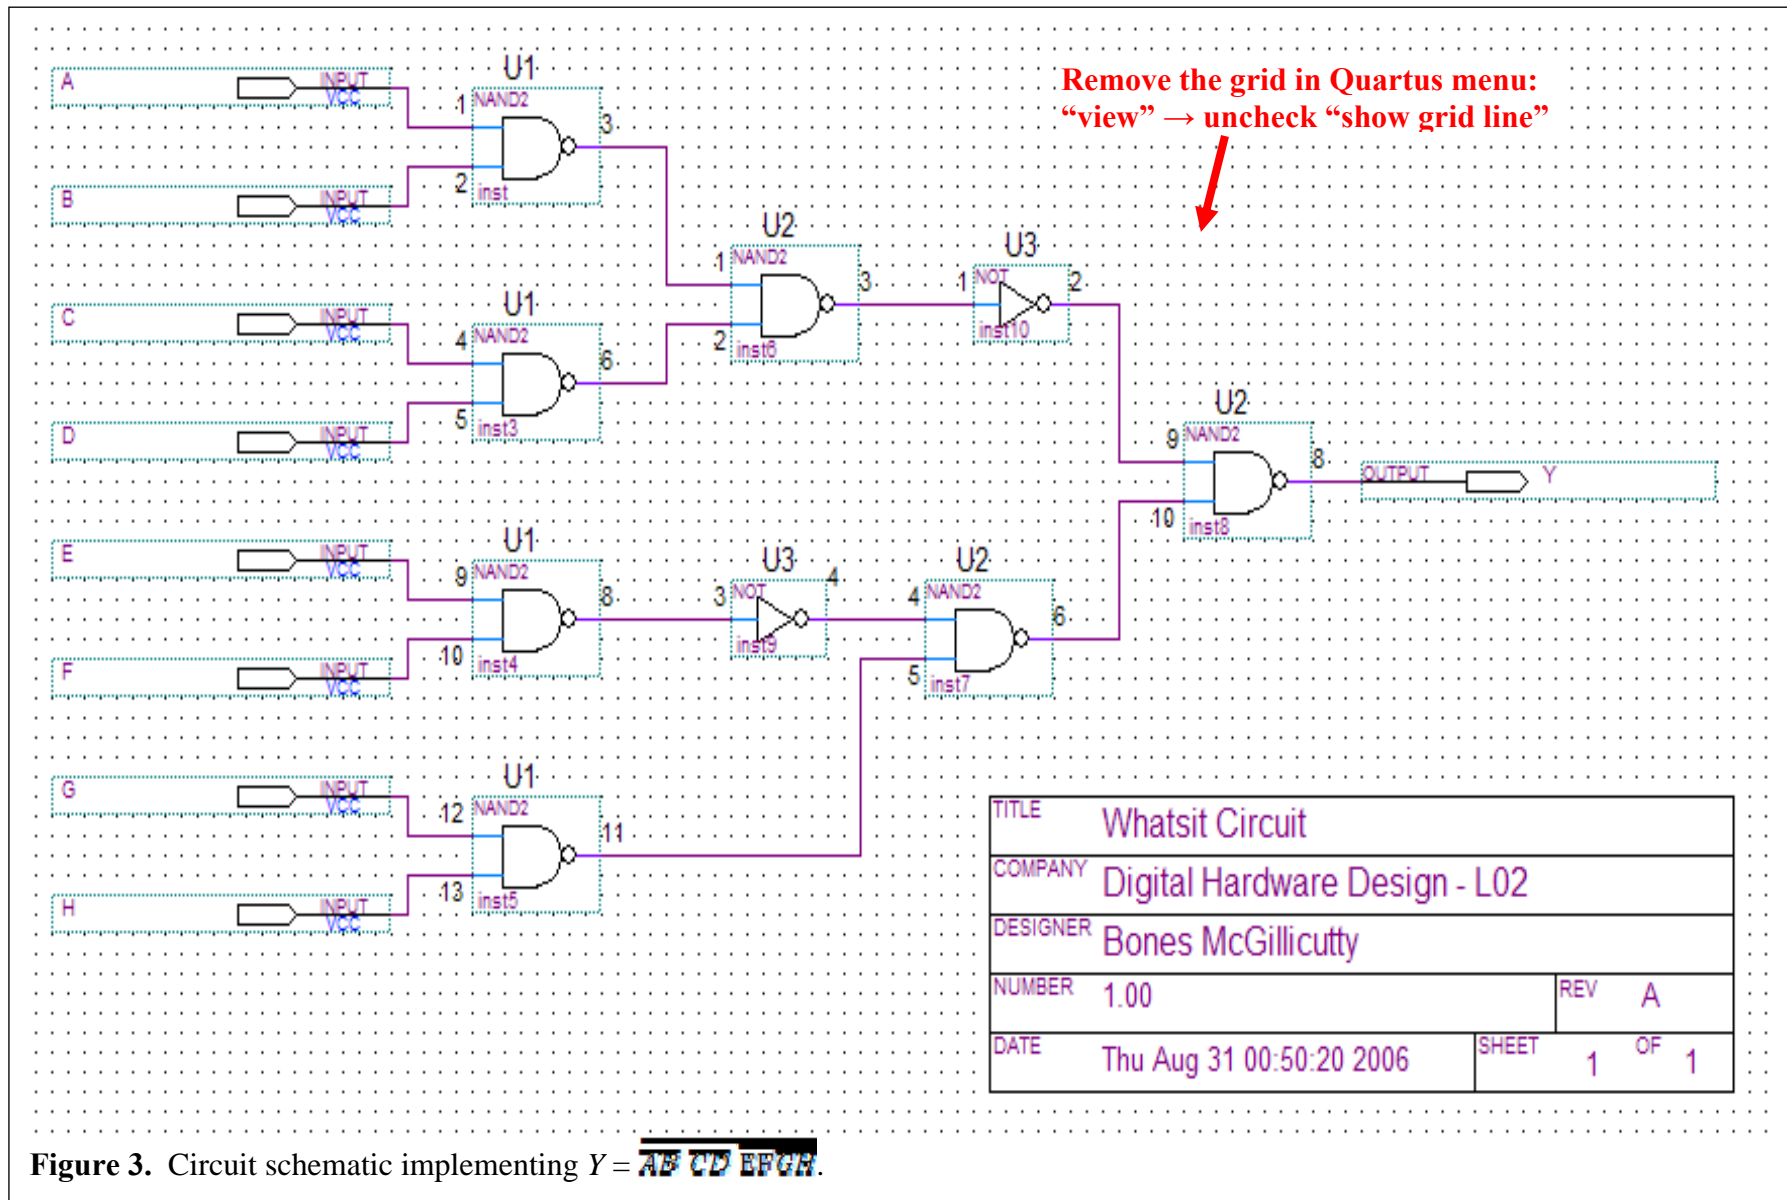 Remove the grid in Quartus menu:
“view” → uncheck “show grid line”
A INPUT VCC
B INPUT VCC
U1
NAND2
1
2
3
inst
C INPUT VCC
D INPUT VCC
U1
NAND2
4
5
6
inst3
U2
NAND2
1
2
3
inst6
U3
NOT
1
2
inst10
U2
NAND2
9
10
8
inst8
OUTPUT Y
E INPUT VCC
F INPUT VCC
U1
NAND2
9
10
8
inst4
U3
NOT
3
4
inst9
U2
NAND2
4
5
6
inst7
G INPUT VCC
H INPUT VCC
U1
NAND2
12
13
11
inst5
TITLE Whatsit Circuit
COMPANY Digital Hardware Design - L02
DESIGNER Bones McGillicutty
NUMBER 1.00 REV A
DATE Thu Aug 31 00:50:20 2006 SHEET 1 OF 1
Figure 3. Circuit schematic implementing Y = AB CD EFGH.